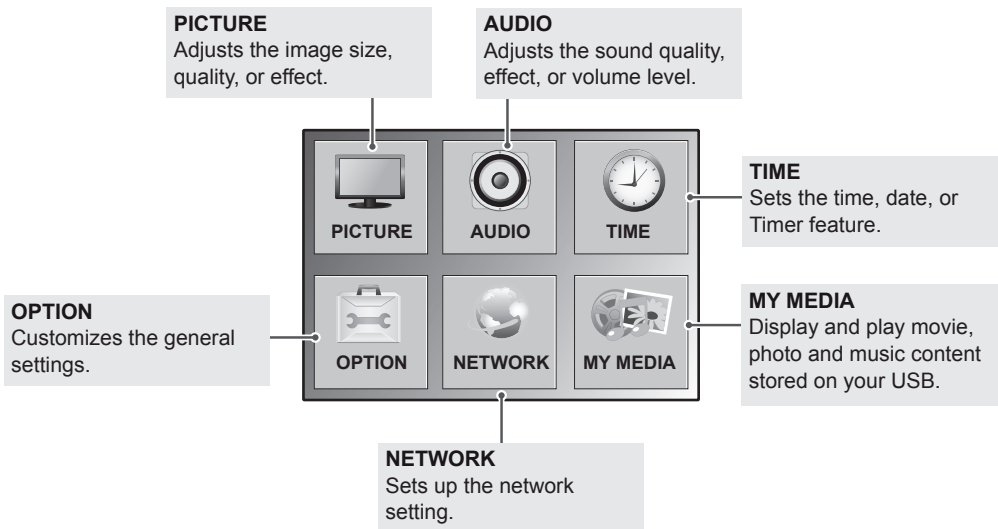 PICTURE
Adjusts the image size,
quality, or effect.
AUDIO
Adjusts the sound quality,
effect, or volume level.
PICTURE
AUDIO
TIME
TIME
Sets the time, date, or
Timer feature.
OPTION
Customizes the general
settings.
OPTION
NETWORK
MY MEDIA
MY MEDIA
Display and play movie,
photo and music content
stored on your USB.
NETWORK
Sets up the network
setting.